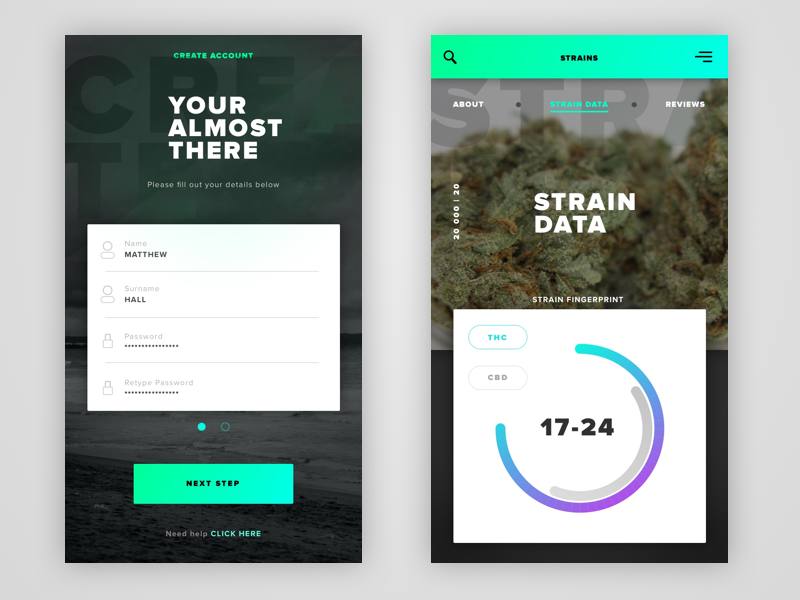 CREATE ACCOUNT
YOUR
ALMOST
THERE
Please fill out your details below
Name
MATTHEW
Surname
HALL
Password
••••••••••••••••
Retype Password
••••••••••••••••
NEXT STEP
Need help CLICK HERE
STRAINS
ABOUT
STRAIN DATA
REVIEWS
STRA
20 000 | 20
STRAIN
DATA
STRAIN FINGERPRINT
THC
CBD
17-24